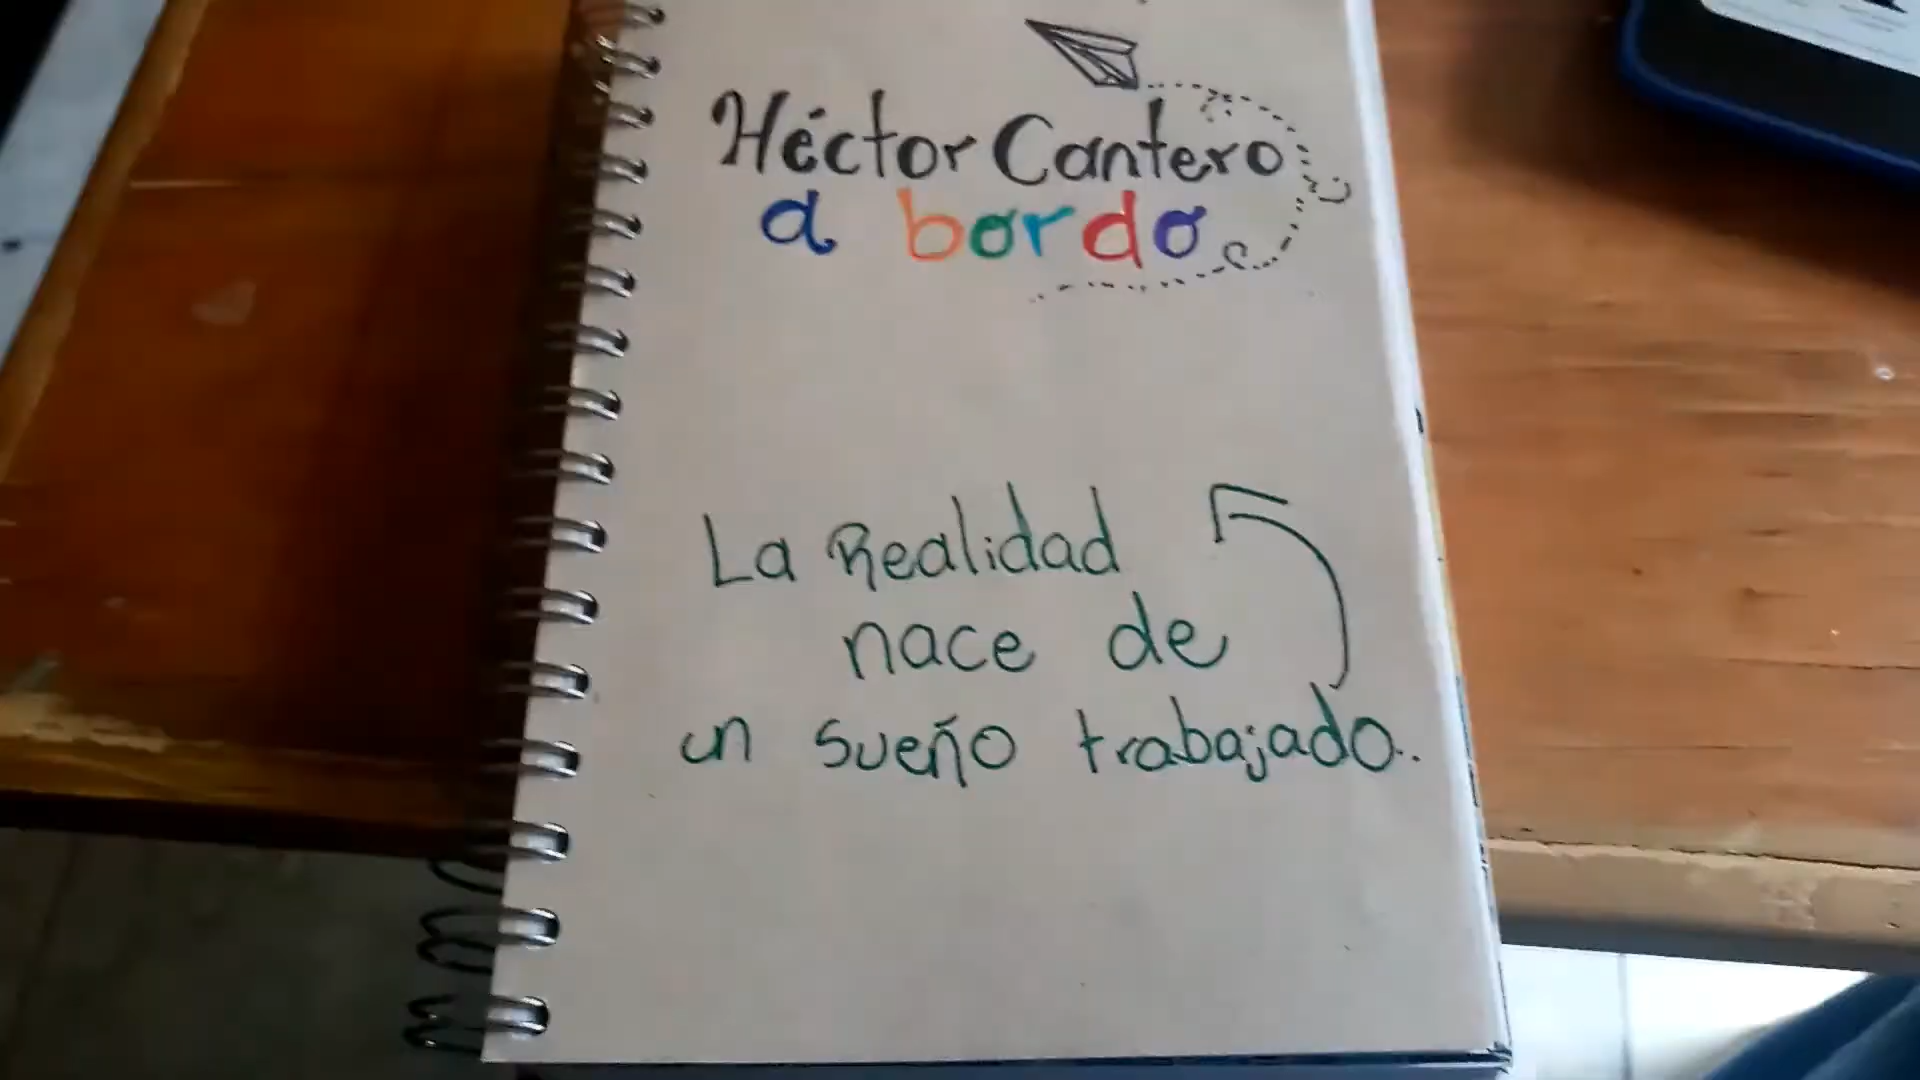 Héctor Cantero
a bordo
La Realidad
nace de
un sueño trabajado.